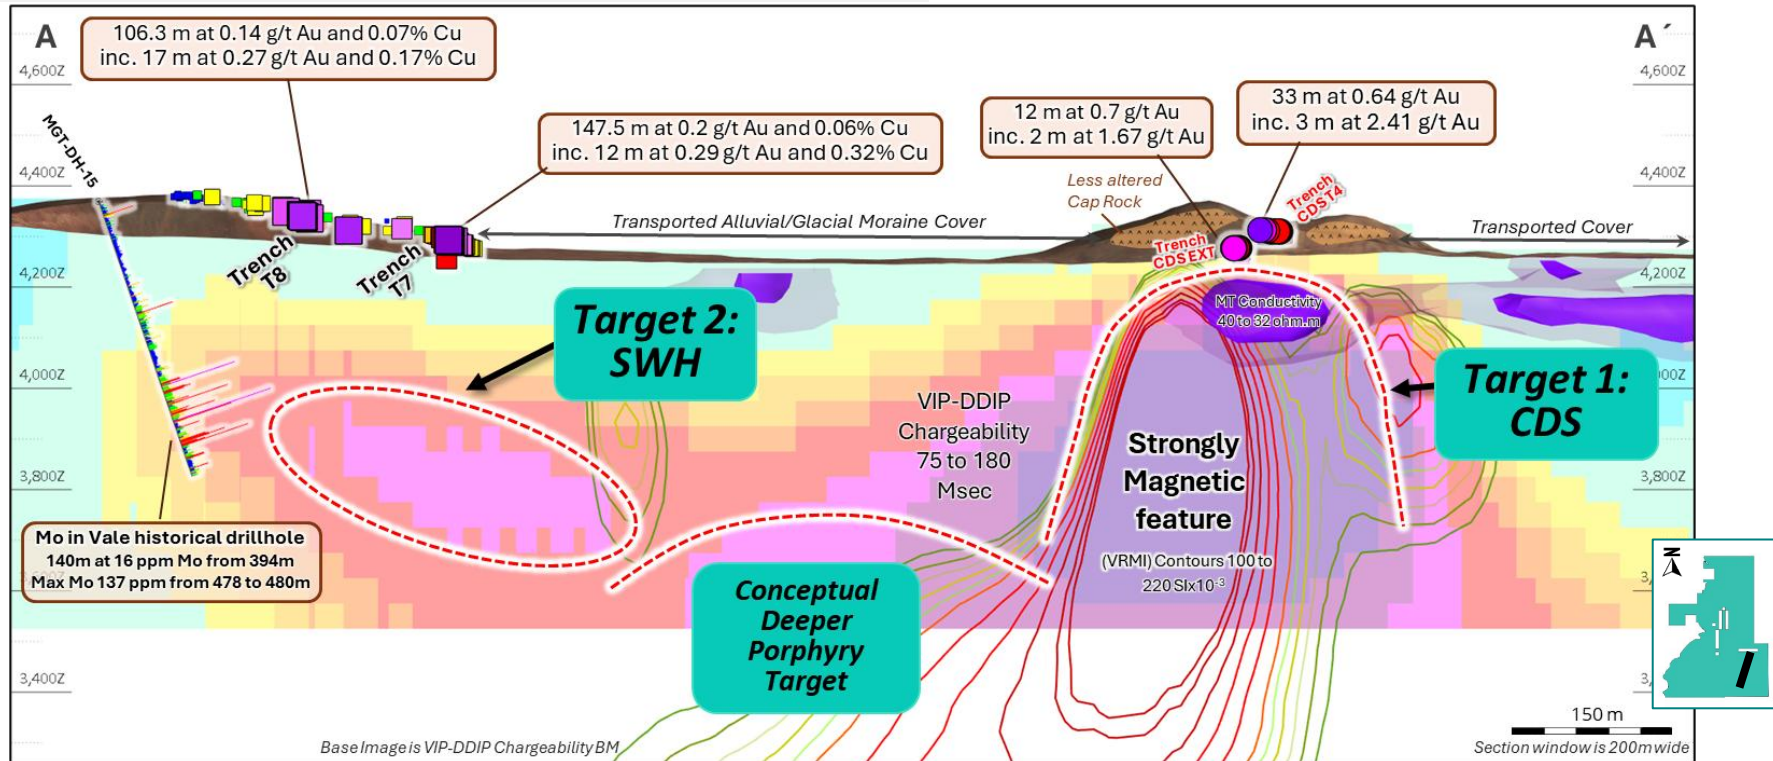 A
A´
106.3 m at 0.14 g/t Au and 0.07% Cu
inc. 17 m at 0.27 g/t Au and 0.17% Cu
4,600Z
4,600Z
12 m at 0.7 g/t Au
inc. 2 m at 1.67 g/t Au
33 m at 0.64 g/t Au
inc. 3 m at 2.41 g/t Au
147.5 m at 0.2 g/t Au and 0.06% Cu
inc. 12 m at 0.29 g/t Au and 0.32% Cu
MGT-DH-15
4,400Z
4,400Z
Less altered
Cap Rock
Trench
CDS T4
Transported Alluvial/Glacial Moraine Cover
Transported Cover
Trench
T8
Trench
T7
Trench
CDS EXT
4,200Z
4,200Z
MT Conductivity
40 to 32 ohm.m
Target 2:
SWH
Target 1:
CDS
4,000Z
000Z
VIP-DDIP
Chargeability
75 to 180
Msec
Strongly
Magnetic
feature
(VRMI) Contours 100 to
220 SIx10⁻³
3,800Z
3,800Z
Mo in Vale historical drillhole
140m at 16 ppm Mo from 394m
Max Mo 137 ppm from 478 to 480m
Conceptual
Deeper
Porphyry
Target
N
3,400Z
150 m
Base Image is VIP-DDIP Chargeability BM
Section window is 200m wide